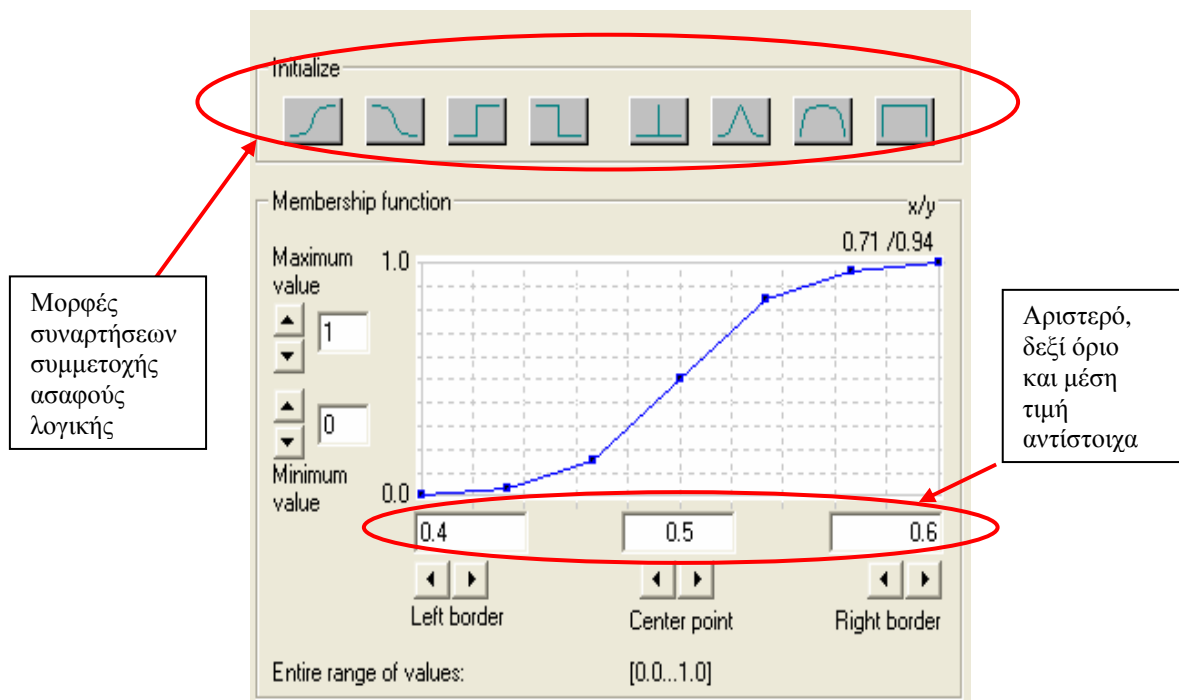 Initialize
Membership function
x/y
0.71 /0.94
Maximum
value
1.0
1
0
Minimum
value
0.0
0.4
0.5
0.6
Left border
Center point
Right border
Entire range of values:
[0.0...1.0]
Μορφές
συναρτήσεων
συμμετοχής
ασαφούς
λογικής
Αριστερό,
δεξί όριο
και μέση
τιμή
αντίστοιχα